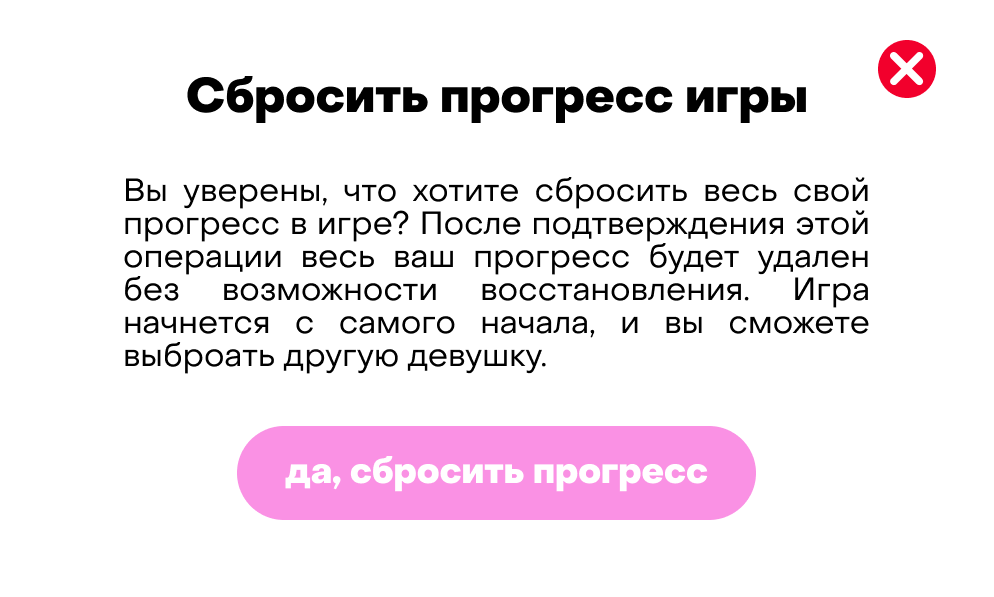 Сбросить прогресс игры
Вы уверены, что хотите сбросить весь свой
прогресс в игре? После подтверждения этой
операции весь ваш прогресс будет удален
без возможности восстановления. Игра
начнется с самого начала, и вы сможете
выброать другую девушку.
да, сбросить прогресс